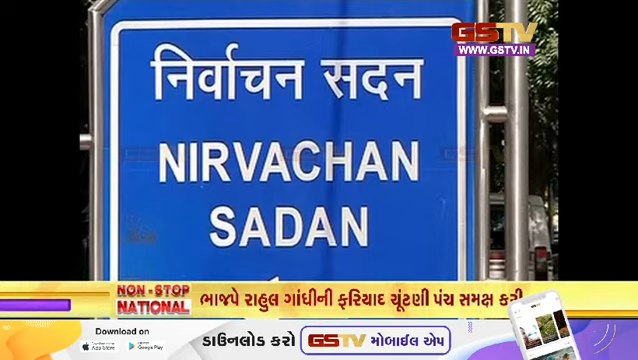 GSTV
WWW.GSTV.IN
निर्वाचन सदन
NIRVACHAN
SADAN
NON-STOP
NATIONAL
ભાજપે રાહુલ ગાંધીની ફરિયાદ ચૂંટણી પંચ સમક્ષ કરી
Download on
App Store
Google Play
ડાઉનલોડ કરો GSTV મોબાઈલ એપ